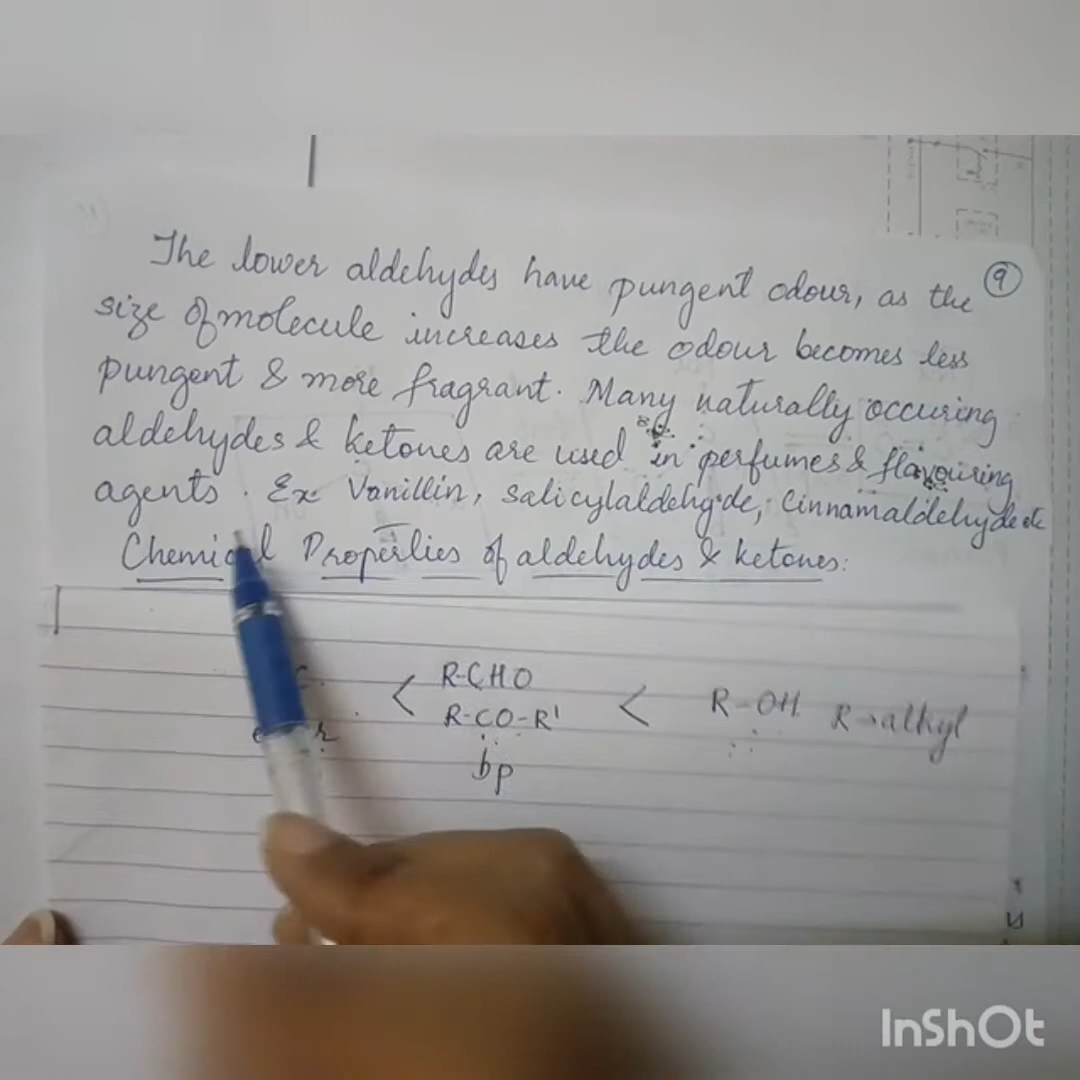 The lower aldehydes have pungent odour, as the
9
size of molecule increases the odour becomes less
pungent & more fragrant. Many naturally occuring
aldehydes & ketones are used in perfumes & flavouring
agents. Ex Vanillin, Salicylaldehyde, Cinnamaldehyde etc
Chemical Properties of aldehydes & ketones:
< R-CHO < R-OH R→alkyl
R-CO-R'
bp
InShOt